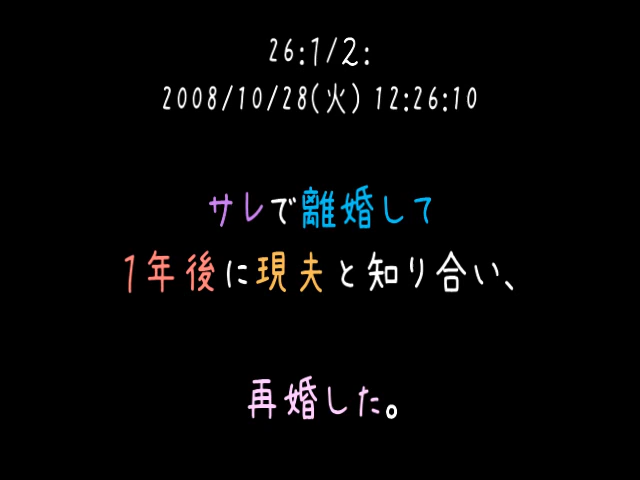 26:1/2:
2008/10/28(火) 12:26:10
サレで離婚して
1年後に現夫と知り合い、
再婚した。